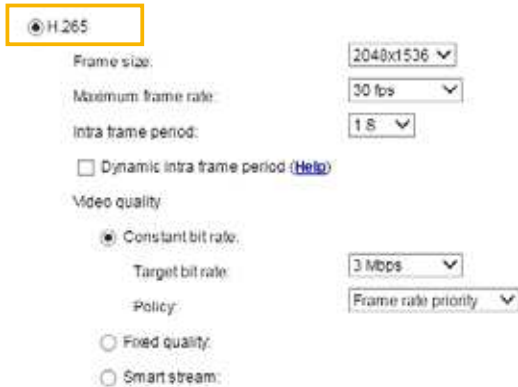 H.265
Frame size: 2048x1536
Maximum frame rate: 30 fps
Intra frame period: 1 S
Dynamic intra frame period (Help)
Video quality
Constant bit rate:
Target bit rate: 3 Mbps
Policy: Frame rate priority
Fixed quality:
Smart stream: